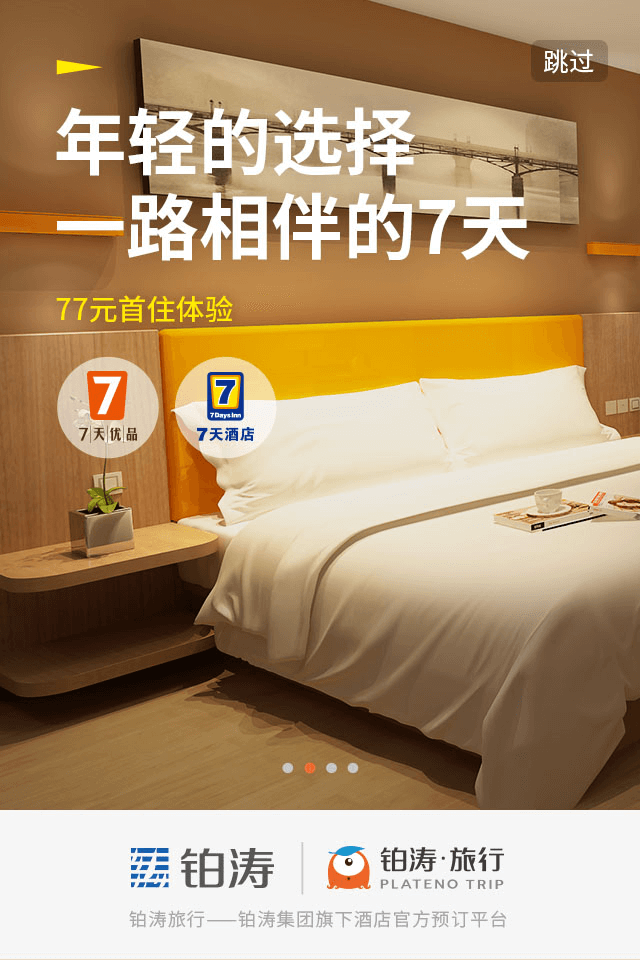 跳过
年轻的选择
一路相伴的7天
77元首住体验
7
7天优品
7
7Days Inn
7天酒店
铂涛
铂涛·旅行
PLATENO TRIP
铂涛旅行——铂涛集团旗下酒店官方预订平台